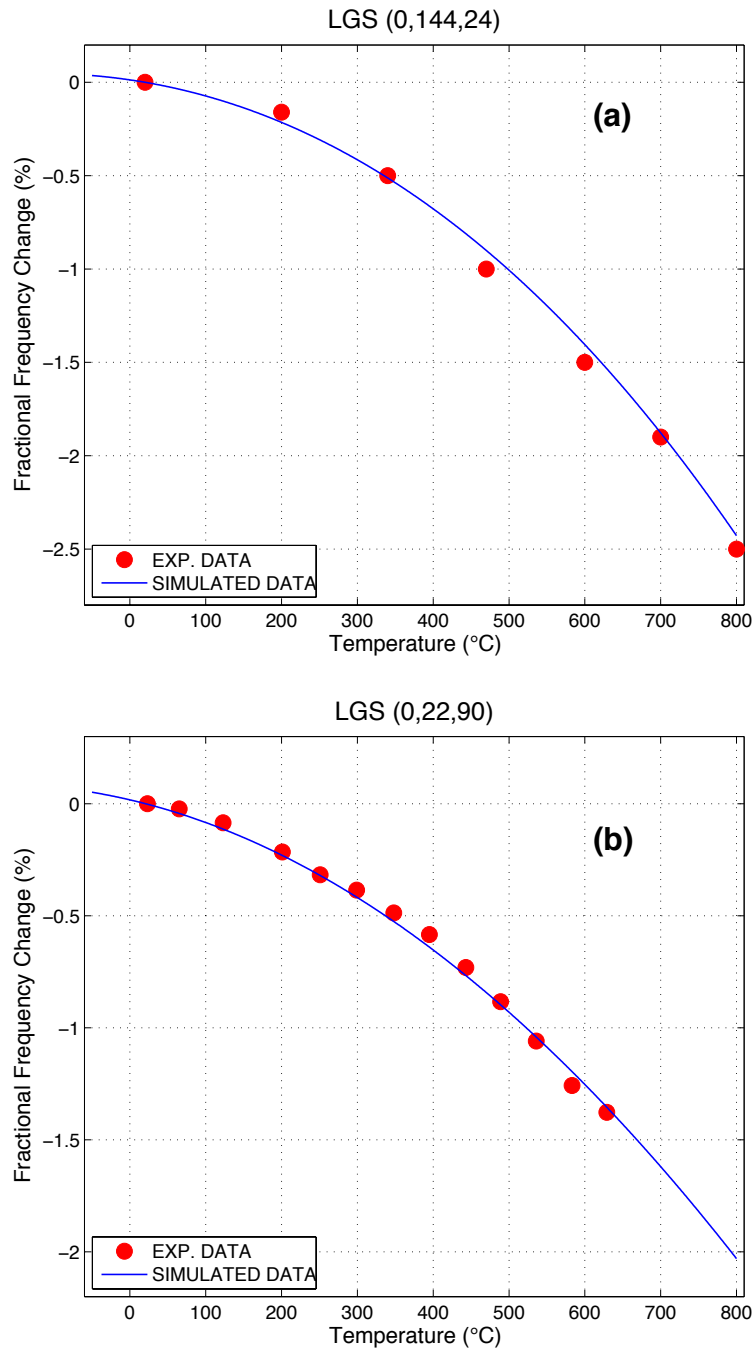 LGS (0,144,24)
(a)
0
−0.5
−1
−1.5
−2
−2.5
Fractional Frequency Change (%)
EXP. DATA
SIMULATED DATA
0 100 200 300 400 500 600 700 800
Temperature (°C)
LGS (0,22,90)
(b)
0
−0.5
−1
−1.5
−2
Fractional Frequency Change (%)
EXP. DATA
SIMULATED DATA
0 100 200 300 400 500 600 700 800
Temperature (°C)